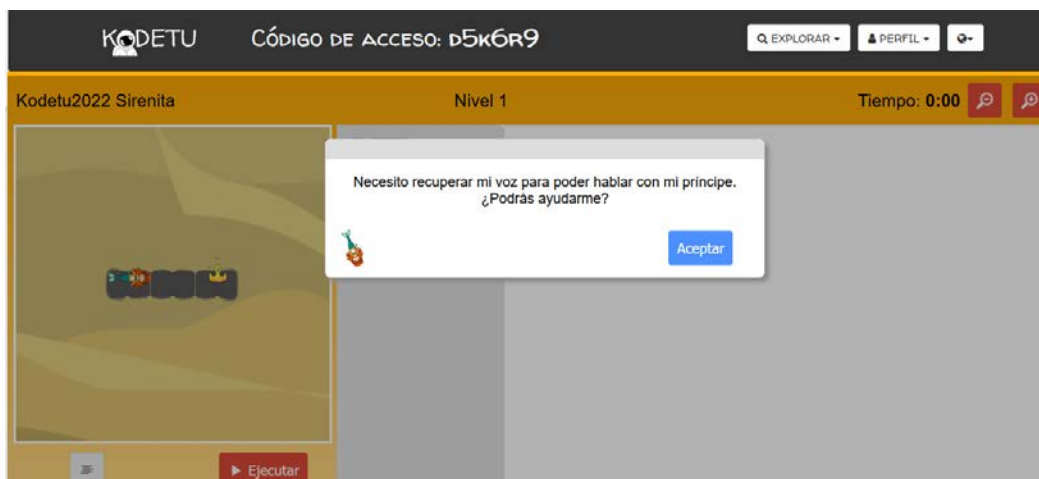 KODETU
CÓDIGO DE ACCESO: D5K6R9
EXPLORAR
PERFIL
Kodetu2022 Sirenita
Nivel 1
Tiempo: 0:00
Necesito recuperar mi voz para poder hablar con mi príncipe.
¿Podrás ayudarme?
Aceptar
Ejecutar